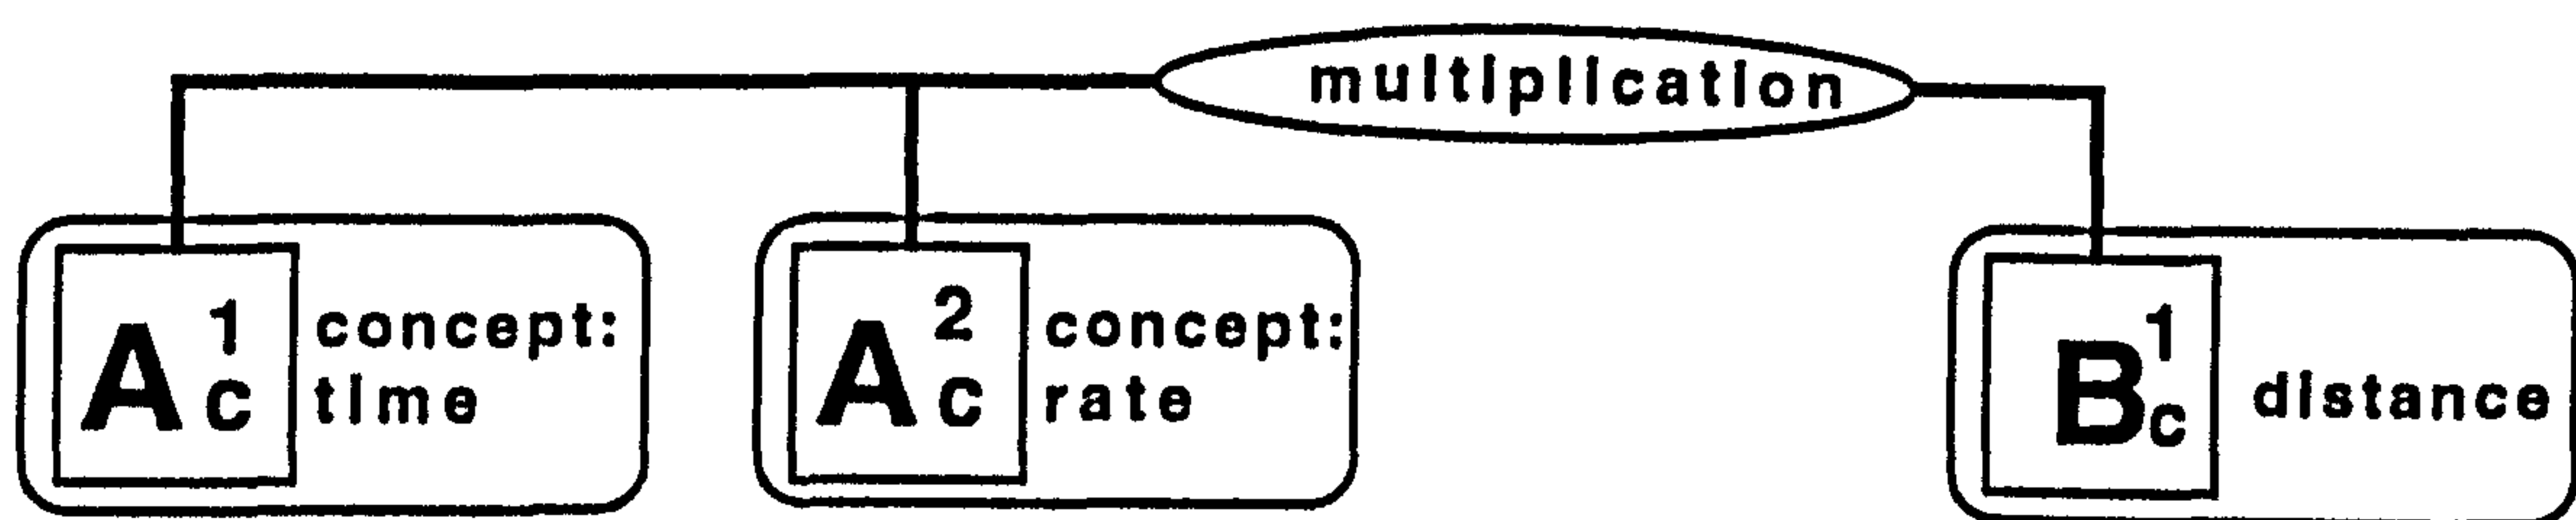 multiplication
A 1 c concept: time
A 2 c concept: rate
B 1 c distance